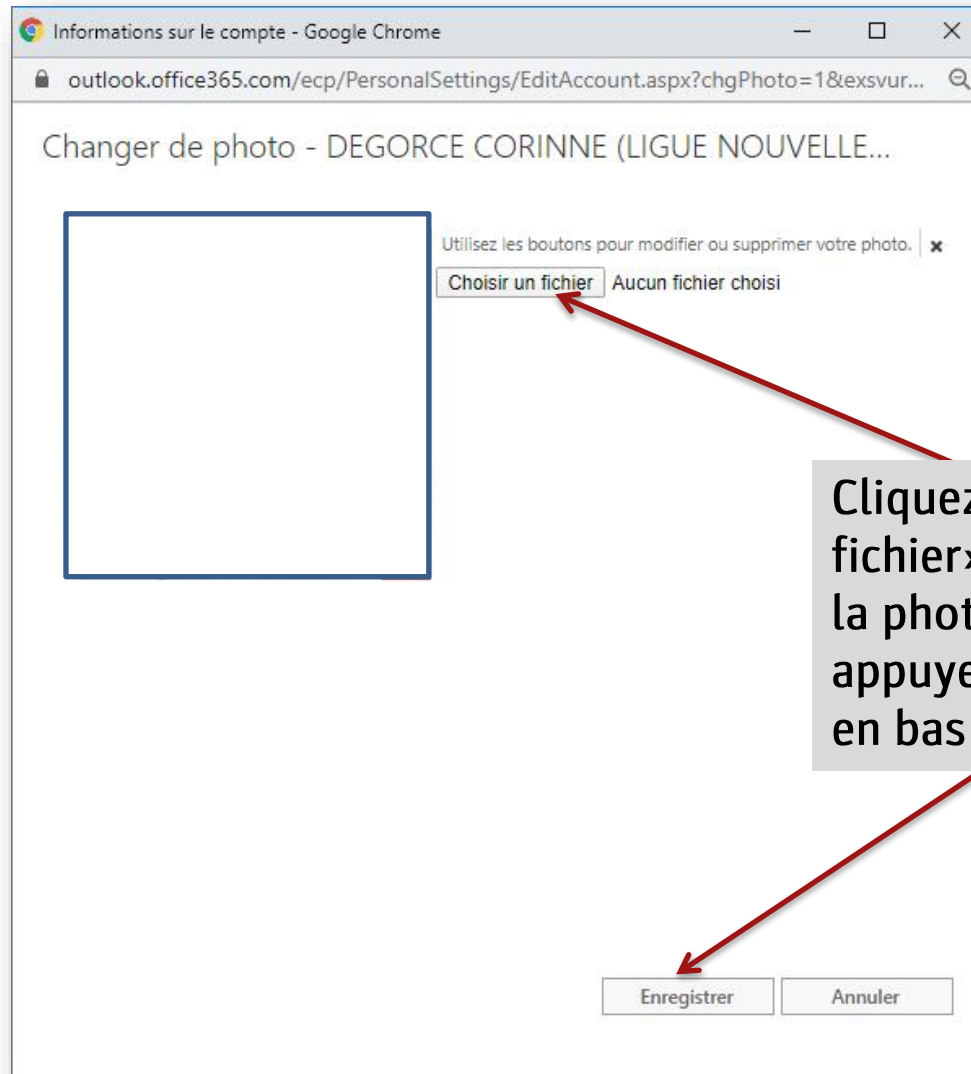 Informations sur le compte - Google Chrome
outlook.office365.com/ecp/PersonalSettings/EditAccount.aspx?chgPhoto=1&exsvur...
Changer de photo - DEGORCE CORINNE (LIGUE NOUVELLE...
Utilisez les boutons pour modifier ou supprimer votre photo.
Choisir un fichier Aucun fichier choisi
Cliquez
fichier»
la
en bas
Enregistrer Annuler